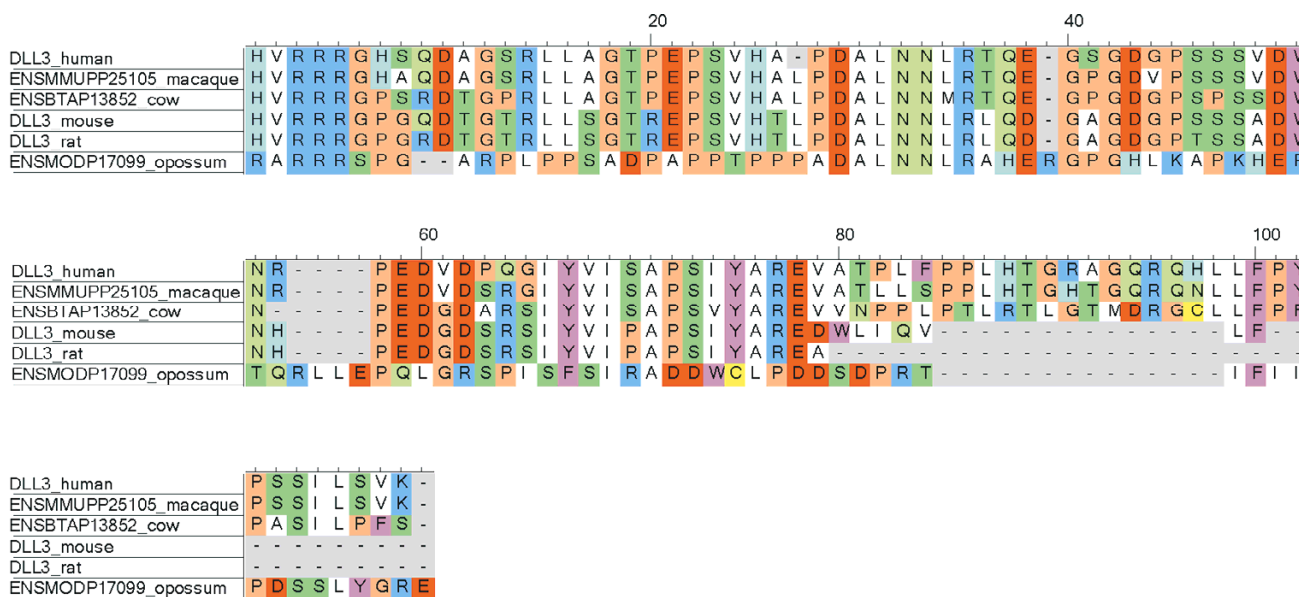 20 40
DLL3_human H V R R R G H S Q D A G S R L L A G T P E P S V H A - P D A L N N L R T Q E - G S G D G P S S S V D W
ENSMMUPP25105_macaque H V R R R G H A Q D A G S R L L A G T P E P S V H A L P D A L N N L R T Q E - G P G D V P S S S V D W
ENSBTAP13852_cow H V R R R G P S R D T G P R L L A G T P E P S V H A L P D A L N N M R T Q E - G P G D G P S P S S D W
DLL3_mouse H V R R R G P G Q D T G T R L L S G T R E P S V H T L P D A L N N L R L Q D - G A G D G P S S S A D W
DLL3_rat H V R R R G P G R D T G T R L L S G T R E P S V H T L P D A L N N L R L Q D - G A G D G P T S S A D W
ENSMODP17099_opossum R A R R R S P G - - A R P L P P S A D P A P P T P P P A D A L N N L R A H E R G P G H L K A P K H E R
60 80 100
DLL3_human N R - - - - P E D V D P Q G I Y V I S A P S I Y A R E V A T P L F P P L H T G R A G Q R Q H L L F P Y
ENSMMUPP25105_macaque N R - - - - P E D V D S R G I Y V I S A P S I Y A R E V A T L L S P P L H T G H T G Q R Q N L L F P Y
ENSBTAP13852_cow N - - - - - P E D G D A R S I Y V I S A P S V Y A R E V V N P P L P T L R T L G T M D R G C L L F P F
DLL3_mouse N H - - - - P E D G D S R S I Y V I P A P S I Y A R E D W L I Q V - - - - - - - - - - - - - - L F - -
DLL3_rat N H - - - - P E D G D S R S I Y V I P A P S I Y A R E A - - - - - - - - - - - - - - - - - - - - - - -
ENSMODP17099_opossum T Q R L L E P Q L G R S P I S F S I R A D D W C L P D D S D P R T - - - - - - - - - - - - - - I F I I
DLL3_human P S S I L S V K -
ENSMMUPP25105_macaque P S S I L S V K -
ENSBTAP13852_cow P A S I L P F S -
DLL3_mouse - - - - - - - - -
DLL3_rat - - - - - - - - -
ENSMODP17099_opossum P D S S L Y G R E